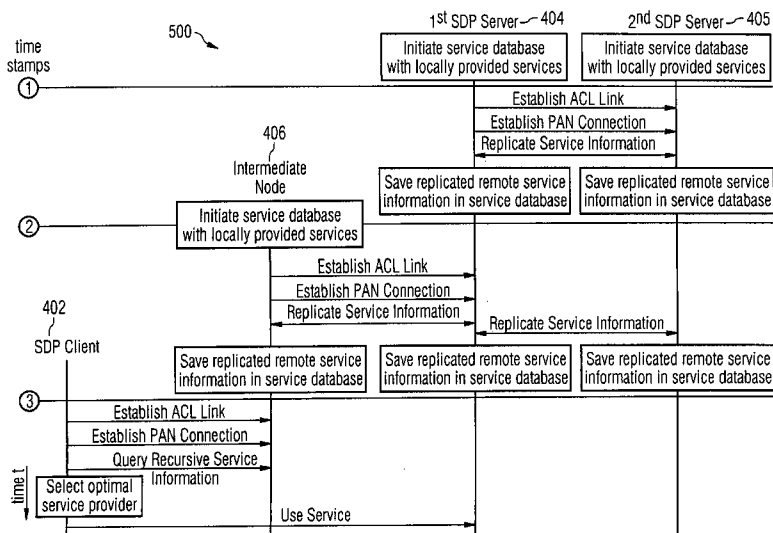 500
1st SDP Server 404
2nd SDP Server 405
time
stamps
Initiate service database
with locally provided services
Initiate service database
with locally provided services
1
Establish ACL Link
Establish PAN Connection
Replicate Service Information
406
Intermediate
Node
Save replicated remote service
information in service database
Save replicated remote service
information in service database
Initiate service database
with locally provided services
2
Establish ACL Link
Establish PAN Connection
Replicate Service Information
Replicate Service Information
402
SDP Client
Save replicated remote service
information in service database
Save replicated remote service
information in service database
Save replicated remote service
information in service database
3
Establish ACL Link
Establish PAN Connection
Query Recursive Service
Information
time t
Select optimal
service provider
Use Service